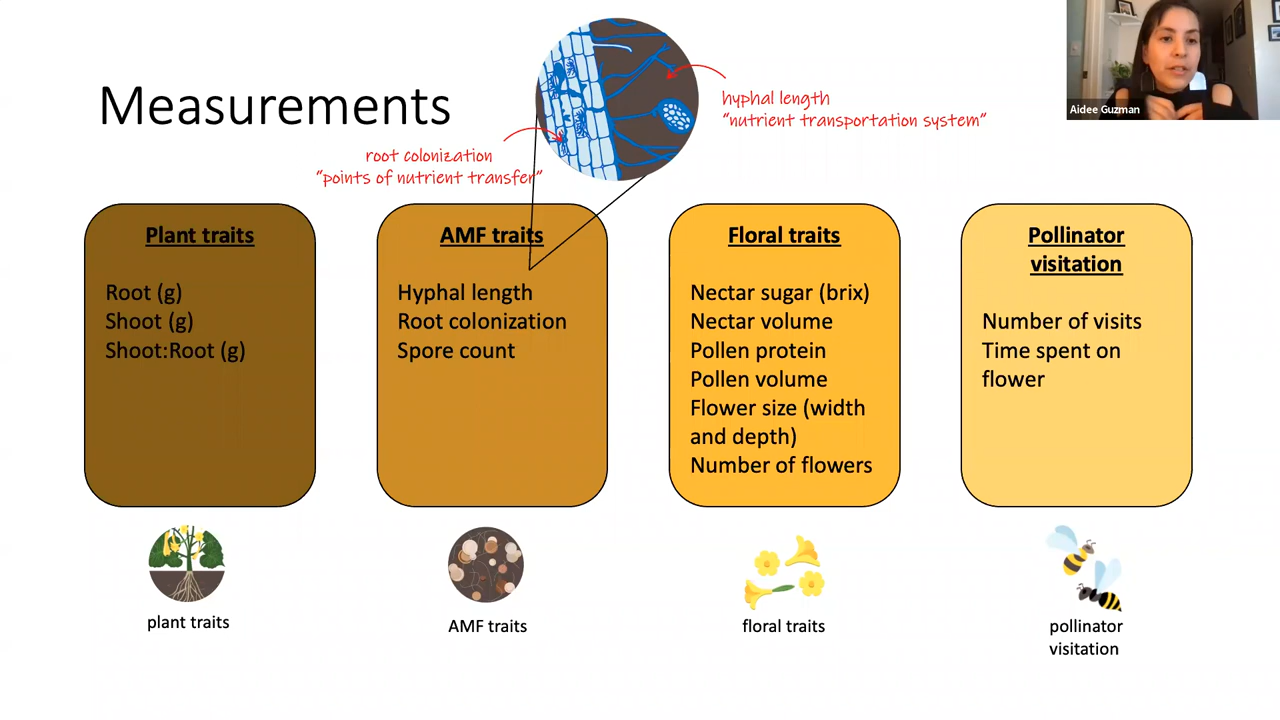 Measurements
hyphal length
“nutrient transportation system”
root colonization
“points of nutrient transfer”
Aidee Guzman
Plant traits
Root (g)
Shoot (g)
Shoot:Root (g)
AMF traits
Hyphal length
Root colonization
Spore count
Floral traits
Nectar sugar (brix)
Nectar volume
Pollen protein
Pollen volume
Flower size (width
and depth)
Number of flowers
Pollinator
visitation
Number of visits
Time spent on
flower
plant traits
AMF traits
floral traits
pollinator
visitation